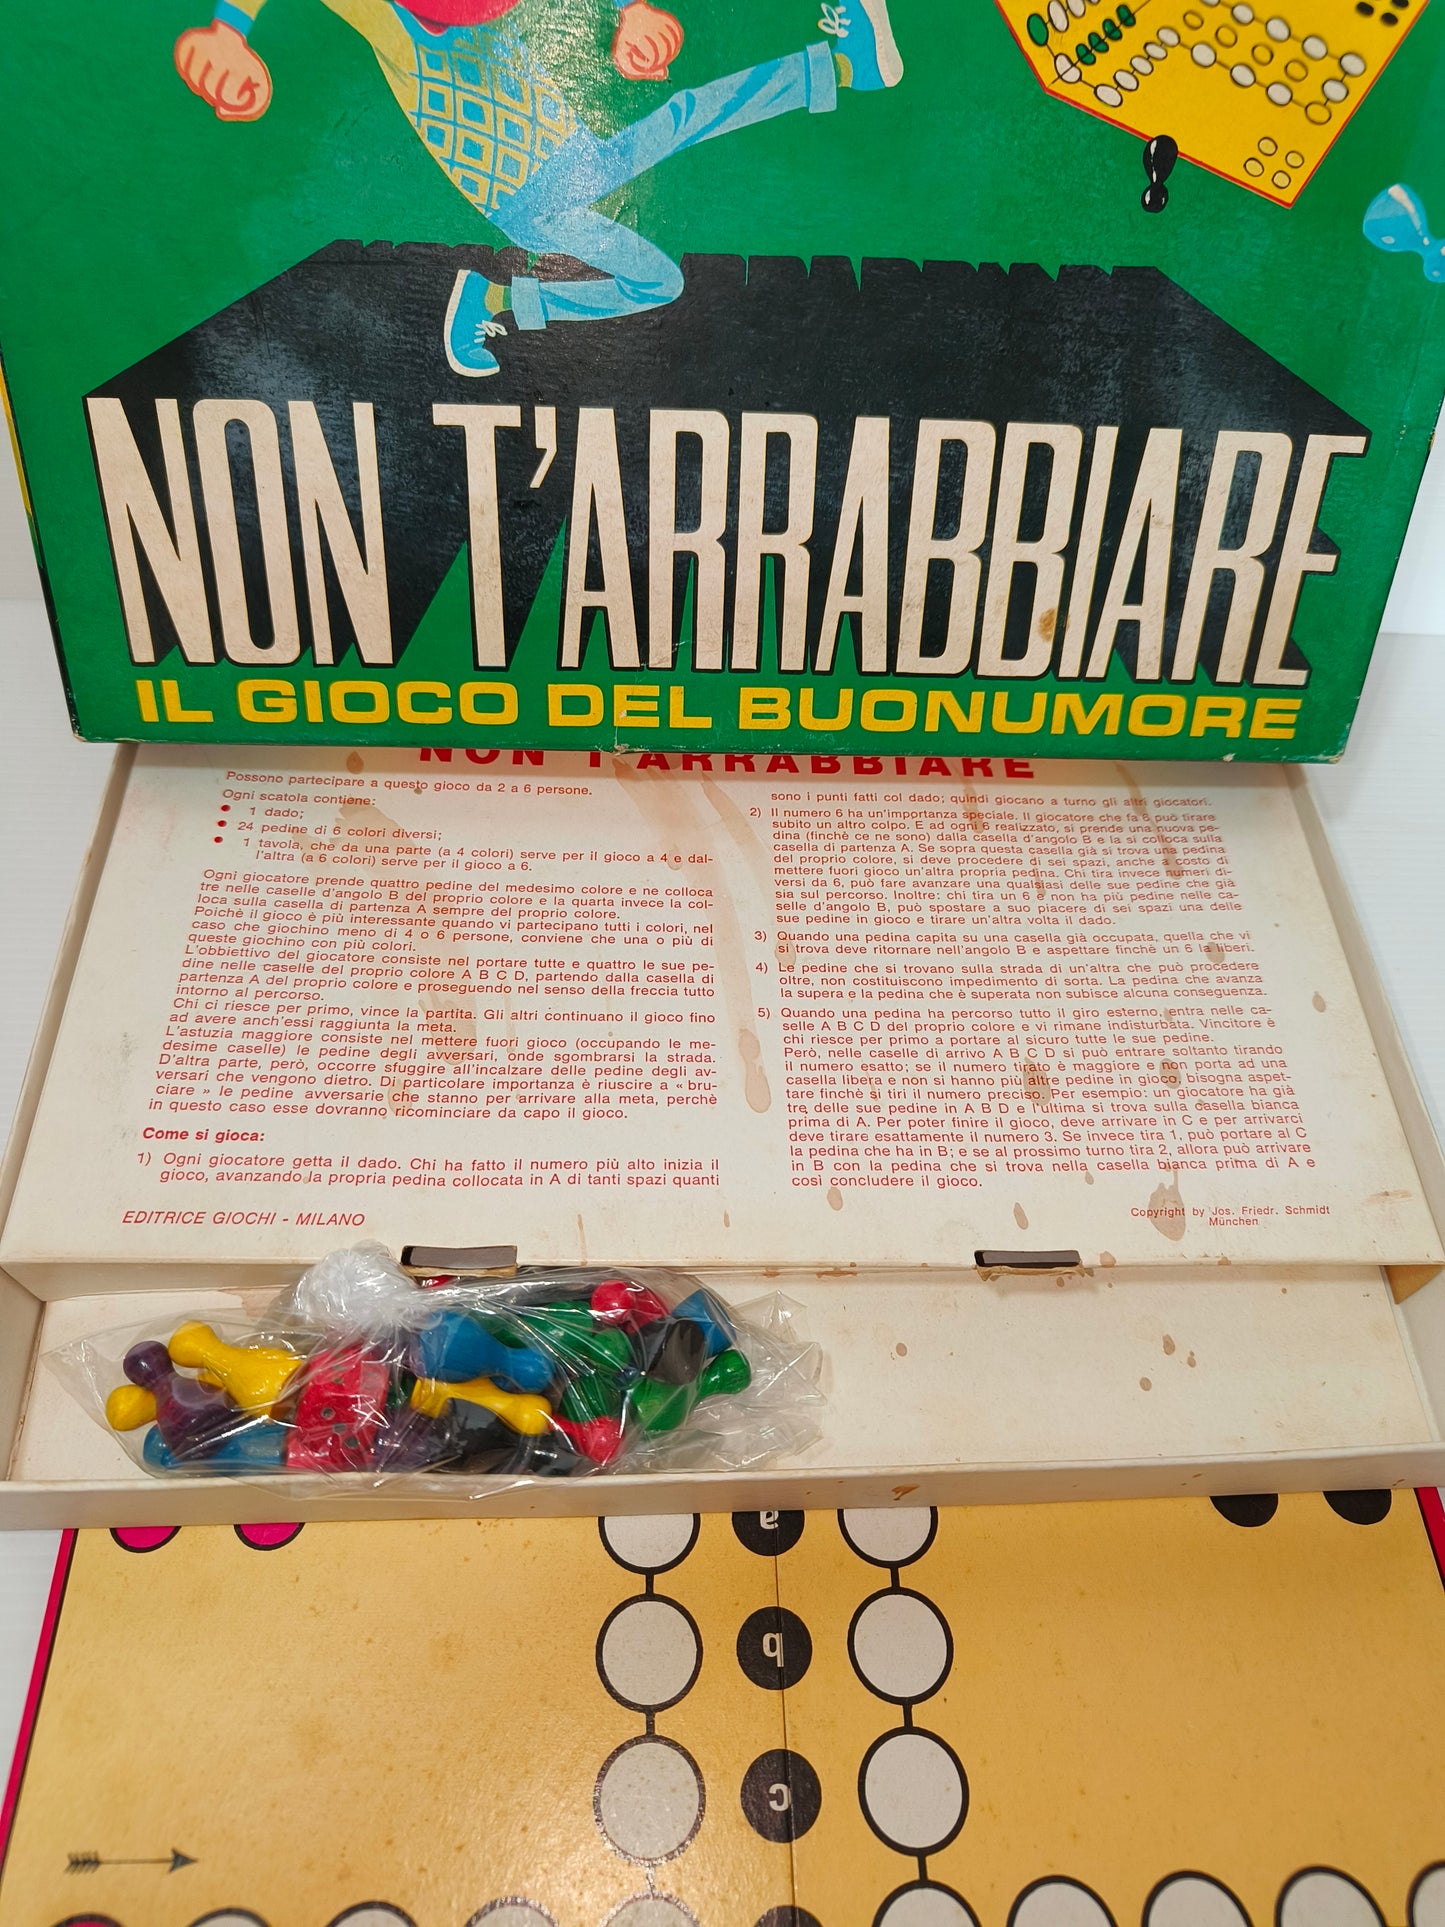 NON T'ARRABBIARE
IL GIOCO DEL BUONUMORE
NON T'ARRABBIARE
Possono partecipare a questo gioco da 2 a 6 persone.
Ogni scatola contiene:
● 1 dado;
● 24 pedine di 6 colori diversi;
● 1 tavola, che da una parte (a 4 colori) serve per il gioco a 4 e dal-
l'altra (a 6 colori) serve per il gioco a 6.
Ogni giocatore prende quattro pedine del medesimo colore e ne colloca
tre nelle caselle d'angolo B del proprio colore e la quarta invece la col-
loca sulla casella di partenza A sempre del proprio colore.
Poichè il gioco è più interessante quando vi partecipano tutti i colori, nel
caso che giochino meno di 4 o 6 persone, conviene che una o più di
queste giochino con più colori.
L'obbiettivo del giocatore consiste nel portare tutte e quattro le sue pe-
dine nelle caselle del proprio colore A B C D, partendo dalla casella di
partenza A del proprio colore e proseguendo nel senso della freccia tutto
intorno al percorso.
Chi ci riesce per primo, vince la partita. Gli altri continuano il gioco fino
ad avere anch'essi raggiunta la meta.
L'astuzia maggiore consiste nel mettere fuori gioco (occupando le me-
desime caselle) le pedine degli avversari, onde sgombrarsi la strada.
D'altra parte, però, occorre sfuggire all'incalzare delle pedine degli av-
versari che vengono dietro. Di particolare importanza è riuscire a « bru-
ciare » le pedine avversarie che stanno per arrivare alla meta, perchè
in questo caso esse dovranno ricominciare da capo il gioco.
Come si gioca:
1) Ogni giocatore getta il dado. Chi ha fatto il numero più alto inizia il
gioco, avanzando la propria pedina collocata in A di tanti spazi quanti
sono i punti fatti col dado; quindi giocano a turno gli altri giocatori.
2) Il numero 6 ha un'importanza speciale. Il giocatore che fa 6 può tirare
subito un altro colpo. E ad ogni 6 realizzato, si prende una nuova pe-
dina (finchè ce ne sono) dalla casella d'angolo B e la si colloca sulla
casella di partenza A. Se sopra questa casella già si trova una pedina
del proprio colore, si deve procedere di sei spazi, anche a costo di
mettere fuori gioco un'altra propria pedina. Chi tira invece numeri di-
versi da 6, può fare avanzare una qualsiasi delle sue pedine che già
sia sul percorso. Inoltre: chi tira un 6 e non ha più pedine nelle ca-
selle d'angolo B, può spostare a suo piacere di sei spazi una delle
sue pedine in gioco e tirare un'altra volta il dado.
3) Quando una pedina capita su una casella già occupata, quella che vi
si trova deve ritornare nell'angolo B e aspettare finchè un 6 la liberi.
4) Le pedine che si trovano sulla strada di un'altra che può procedere
oltre, non costituiscono impedimento di sorta. La pedina che avanza
la supera e la pedina che è superata non subisce alcuna conseguenza.
5) Quando una pedina ha percorso tutto il giro esterno, entra nelle ca-
selle A B C D del proprio colore e vi rimane indisturbata. Vincitore è
chi riesce per primo a portare al sicuro tutte le sue pedine.
Però, nelle caselle di arrivo A B C D si può entrare soltanto tirando
il numero esatto; se il numero tirato è maggiore e non porta ad una
casella libera e non si hanno più altre pedine in gioco, bisogna aspet-
tare finchè si tiri il numero preciso. Per esempio: un giocatore ha già
tre delle sue pedine in A B D e l'ultima si trova sulla casella bianca
prima di A. Per poter finire il gioco, deve arrivare in C e per arrivarci
deve tirare esattamente il numero 3. Se invece tira 1, può portare al C
la pedina che ha in B; e se al prossimo turno tira 2, allora può arrivare
in B con la pedina che si trova nella casella bianca prima di A e
così concludere il gioco.
EDITRICE GIOCHI - MILANO
Copyright by Jos. Friedr. Schmidt
München
a
b
c